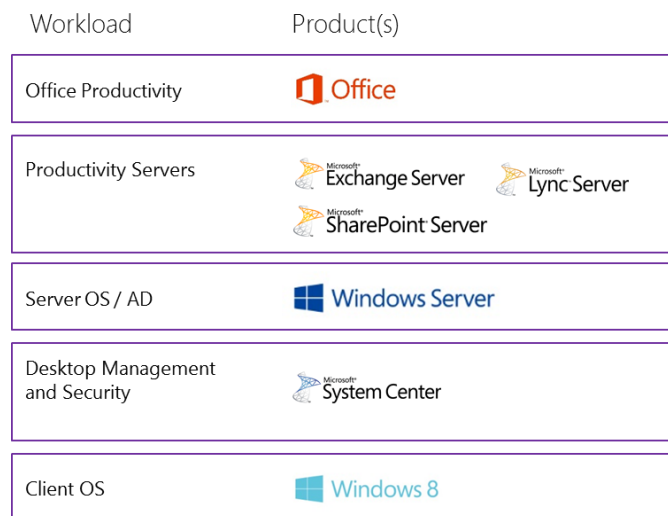 Workload Product(s)
Office Productivity Office
Productivity Servers
Microsoft® Exchange Server Microsoft® Lync Server
Microsoft® SharePoint Server
Server OS / AD Windows Server
Desktop Management
and Security
Microsoft® System Center
Client OS Windows 8